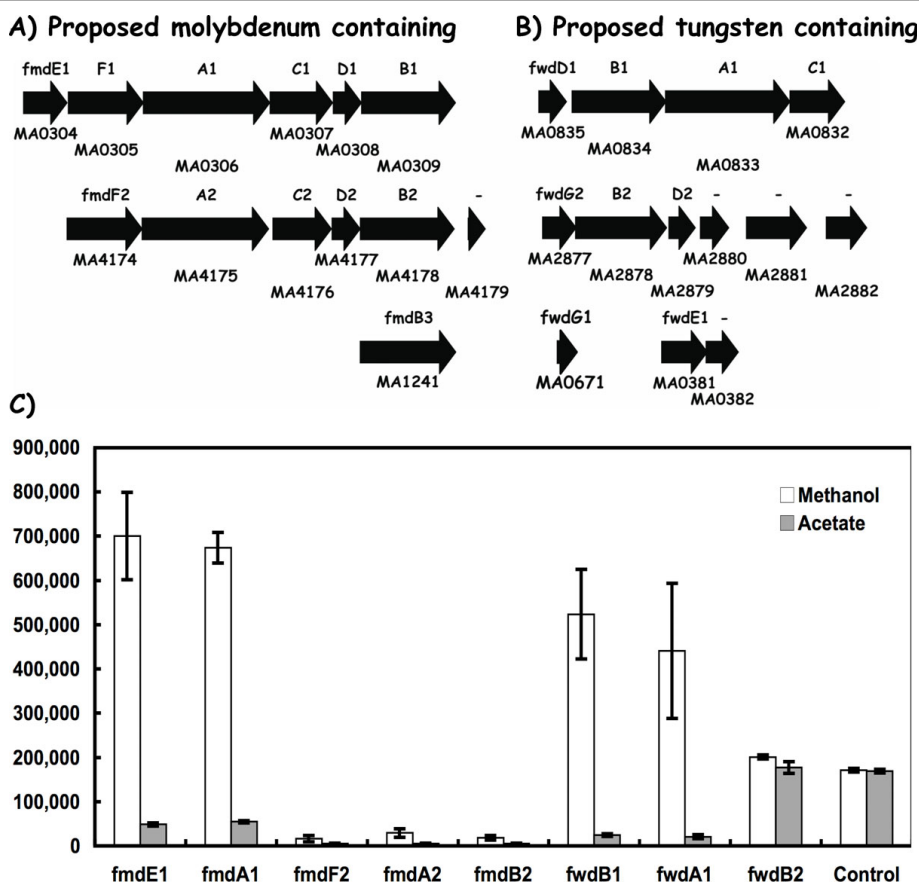 A) Proposed molybdenum containing
B) Proposed tungsten containing
fmdE1 F1 A1 C1 D1 B1
fwdD1 B1 A1 C1
MA0304 MA0305 MA0306 MA0307 MA0308 MA0309
MA0835 MA0834 MA0833 MA0832
fmdF2 A2 C2 D2 B2 -
fwdG2 B2 D2 - - -
MA4174 MA4175 MA4176 MA4177 MA4178 MA4179
MA2877 MA2878 MA2879 MA2880 MA2881 MA2882
fmdB3
fwdG1 fwdE1 -
MA1241
MA0671 MA0381 MA0382
C)
900,000
800,000
700,000
600,000
500,000
400,000
300,000
200,000
100,000
0
Methanol
Acetate
fmdE1 fmdA1 fmdF2 fmdA2 fmdB2 fwdB1 fwdA1 fwdB2 Control